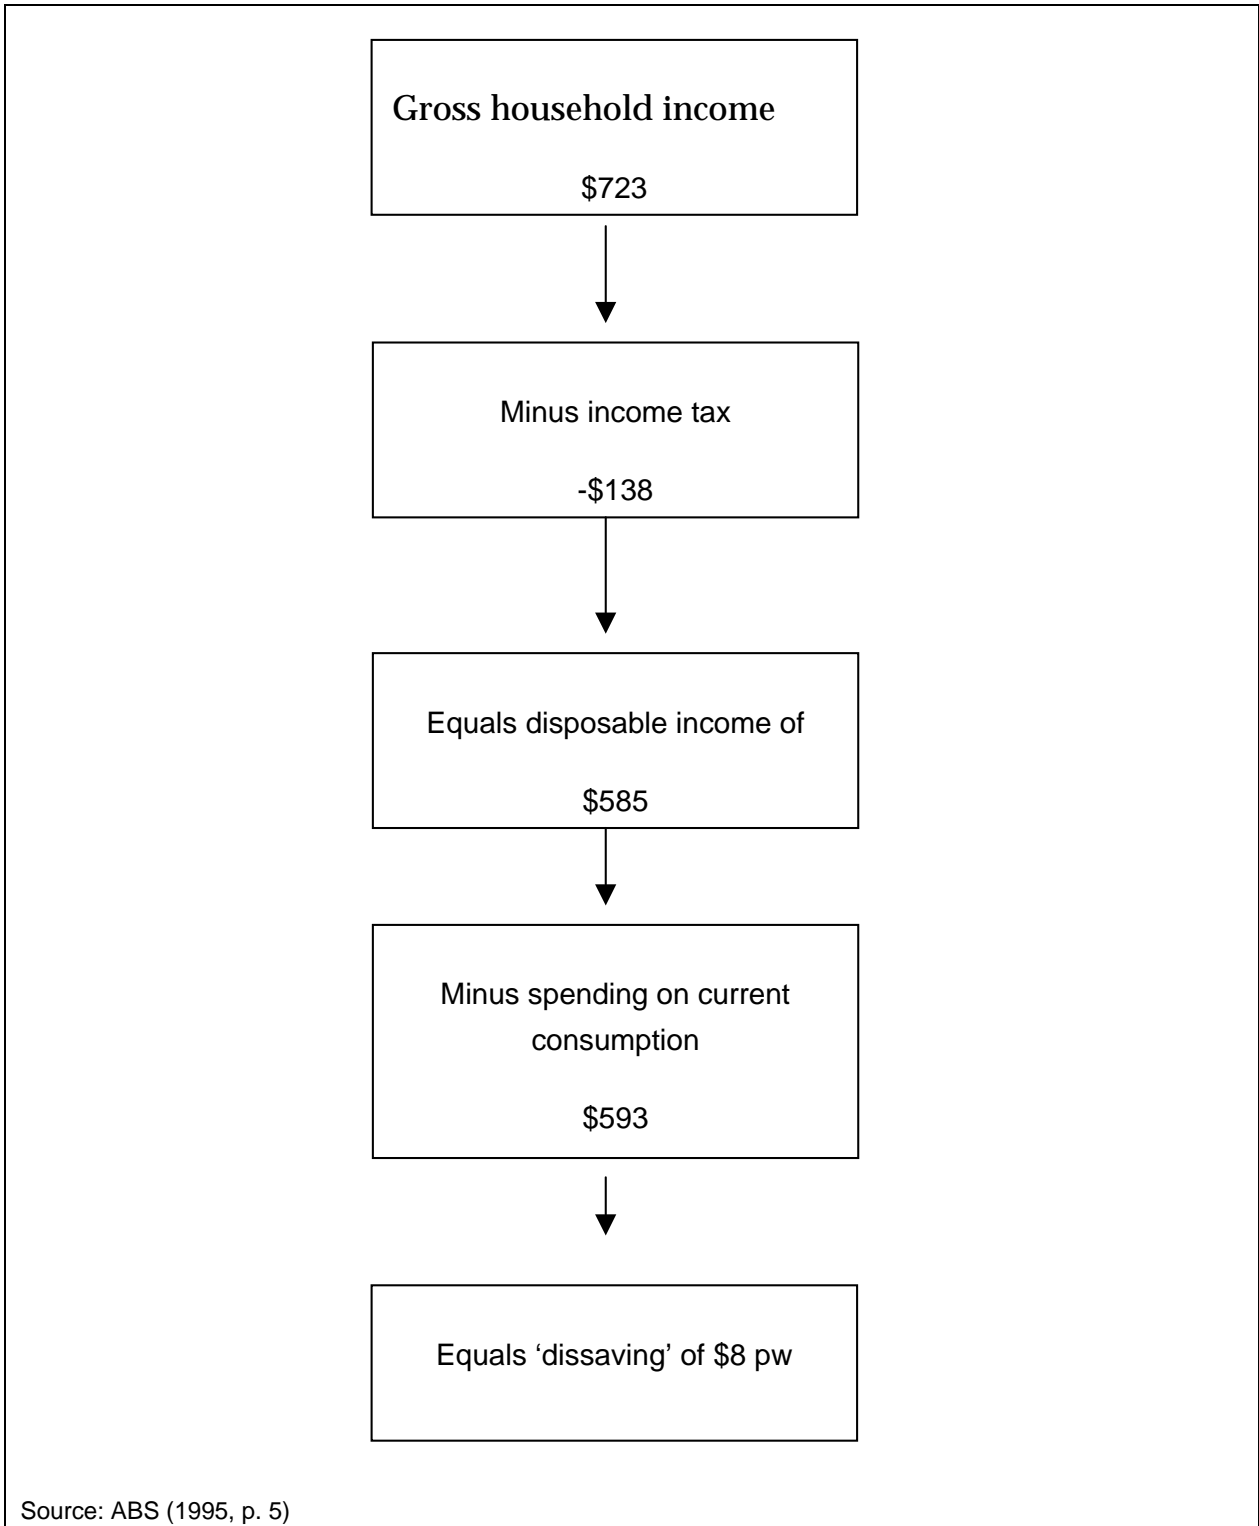 Gross household income
$723
Minus income tax
-$138
Equals disposable income of
$585
Minus spending on current
consumption
$593
Equals ‘dissaving’ of $8 pw
Source: ABS (1995, p. 5)